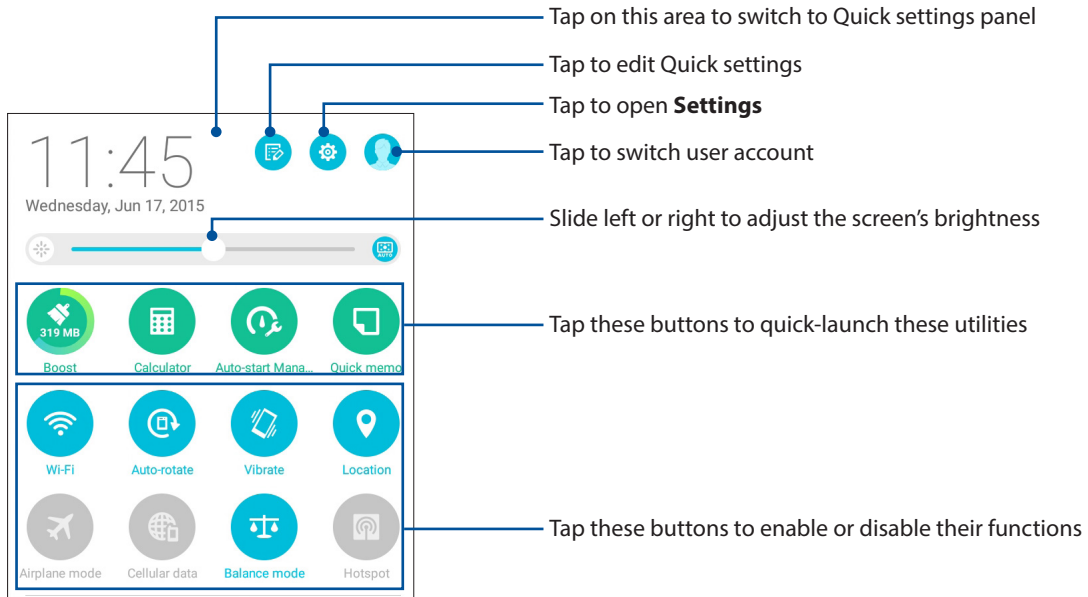 Tap on this area to switch to Quick settings panel
Tap to edit Quick settings
Tap to open Settings
11:45
Tap to switch user account
Wednesday, Jun 17, 2015
Slide left or right to adjust the screen's brightness
AUTO
319 MB
Tap these buttons to quick-launch these utilities
Boost Calculator Auto-start Mana... Quick memo
Wi-Fi Auto-rotate Vibrate Location
Tap these buttons to enable or disable their functions
Airplane mode Cellular data Balance mode Hotspot